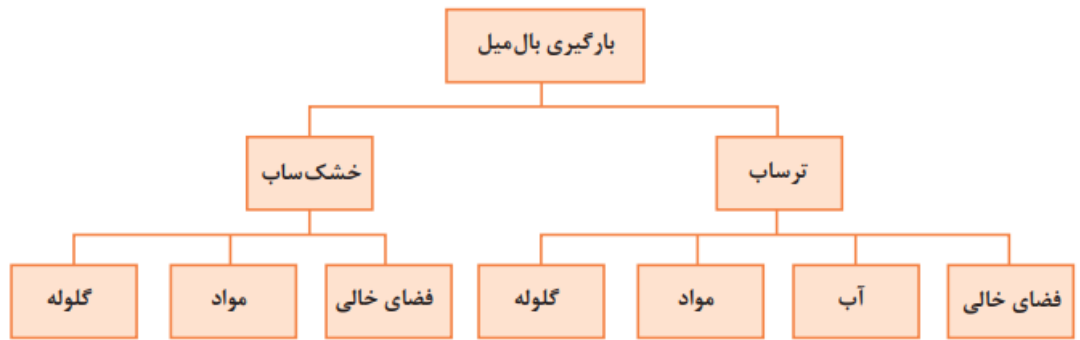 بارگیری بال‌میل
ترساب
خشک‌ساب
فضای خالی
آب
مواد
گلوله
فضای خالی
مواد
گلوله